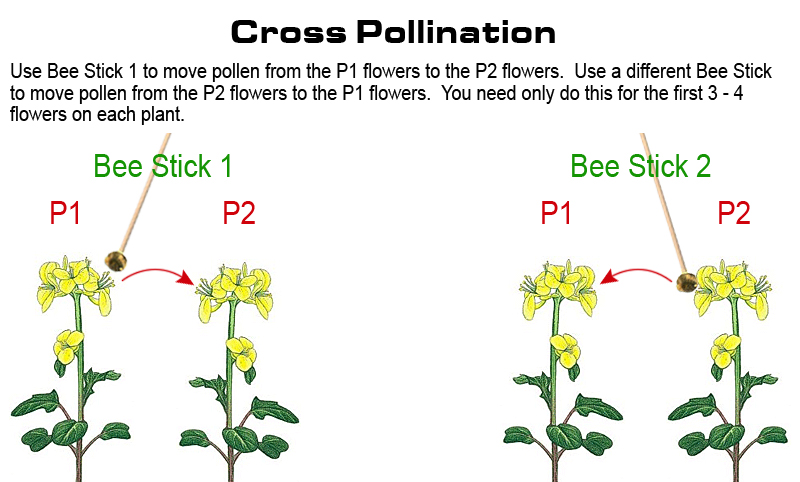 Cross Pollination
Use Bee Stick 1 to move pollen from the P1 flowers to the P2 flowers.  Use a different Bee Stick
to move pollen from the P2 flowers to the P1 flowers.  You need only do this for the first 3 - 4
flowers on each plant.
Bee Stick 1
Bee Stick 2
P1
P2
P1
P2